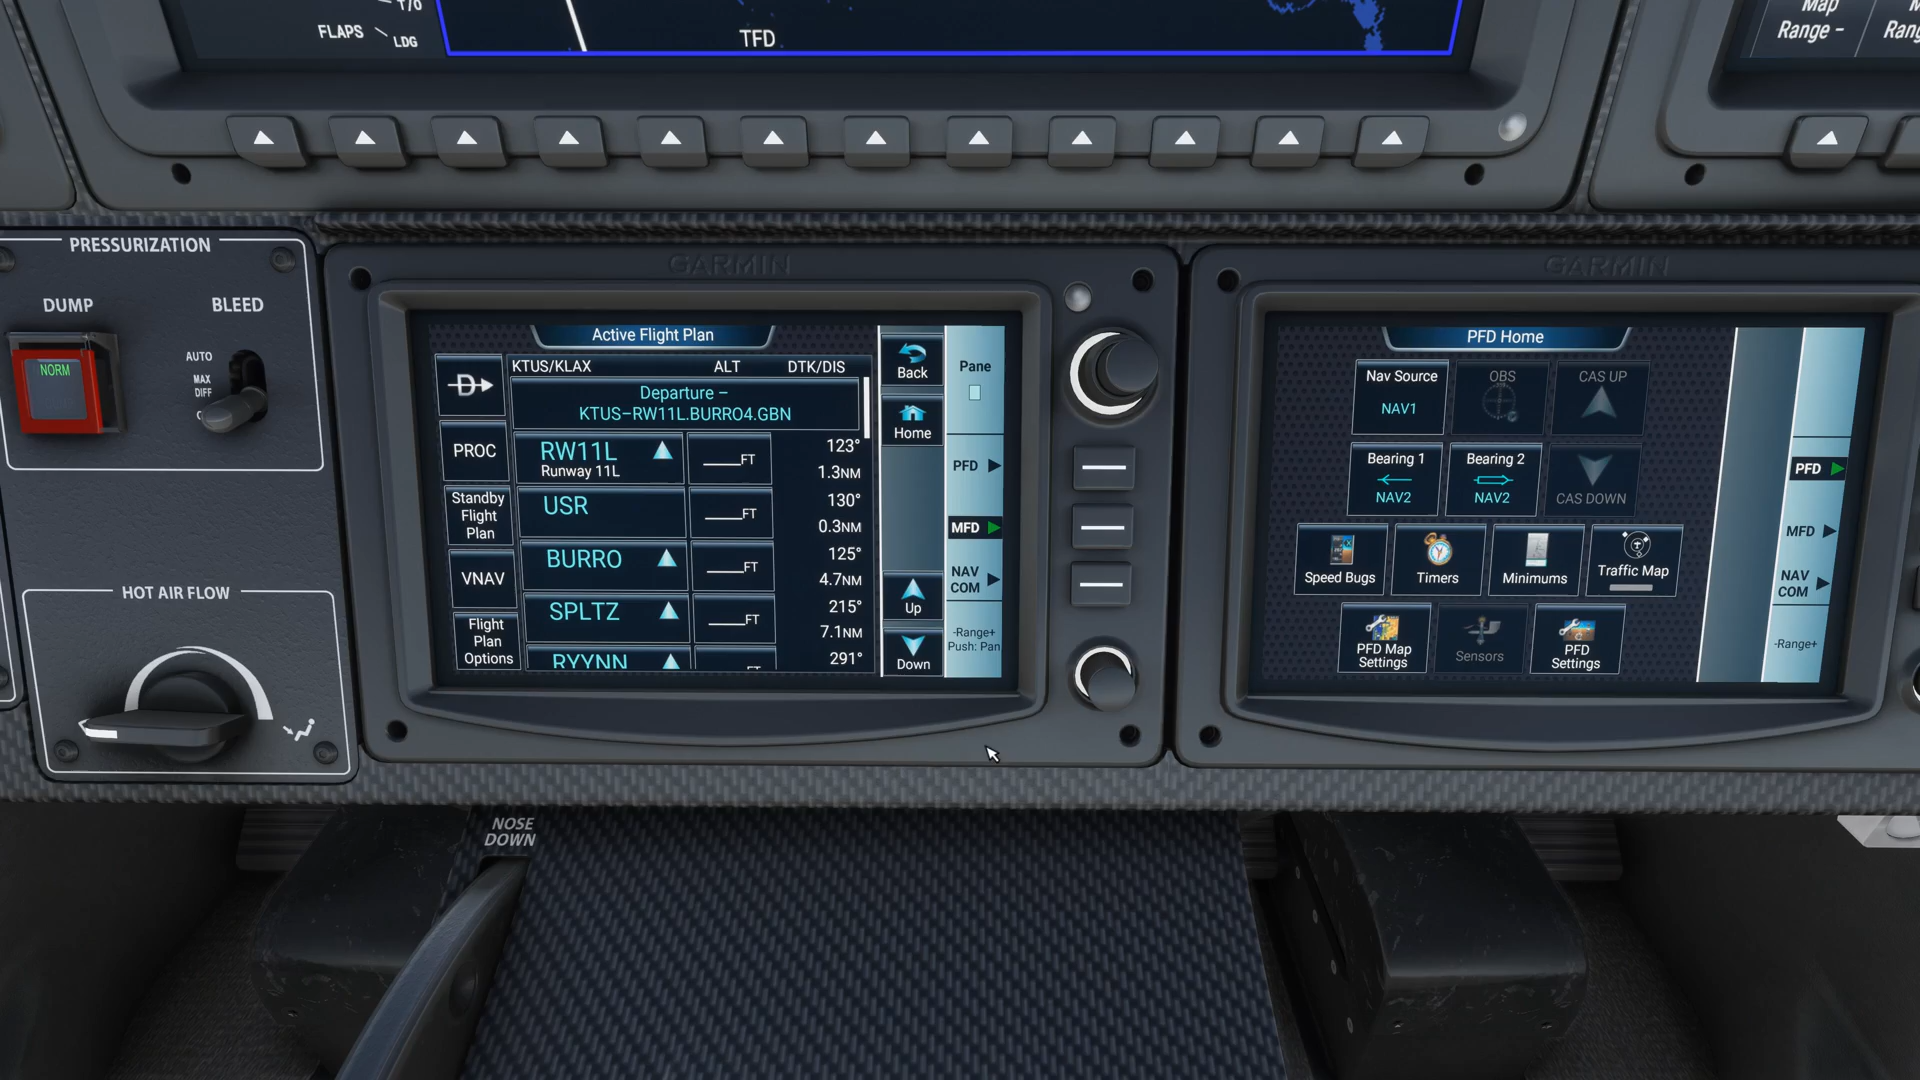 T/O
FLAPS
LDG
TFD
Map
Range -
PRESSURIZATION
DUMP
BLEED
NORM
AUTO
MAX
DIFF
HOT AIR FLOW
GARMIN
Active Flight Plan
KTUS/KLAX ALT DTK/DIS
Departure –
KTUS–RW11L.BURRO4.GBN
PROC
Standby
Flight
Plan
VNAV
Flight
Plan
Options
RW11L
Runway 11L
____FT
123°
1.3NM
USR
____FT
130°
0.3NM
BURRO
____FT
125°
4.7NM
SPLTZ
____FT
215°
7.1NM
RYYNN
291°
Back
Home
Up
Down
Pane
PFD
MFD
NAV
COM
-Range+
Push: Pan
GARMIN
PFD Home
Nav Source
NAV1
OBS
CAS UP
Bearing 1
NAV2
Bearing 2
NAV2
CAS DOWN
Speed Bugs
Timers
Minimums
Traffic Map
PFD Map
Settings
Sensors
PFD
Settings
PFD
MFD
NAV
COM
-Range+
NOSE
DOWN